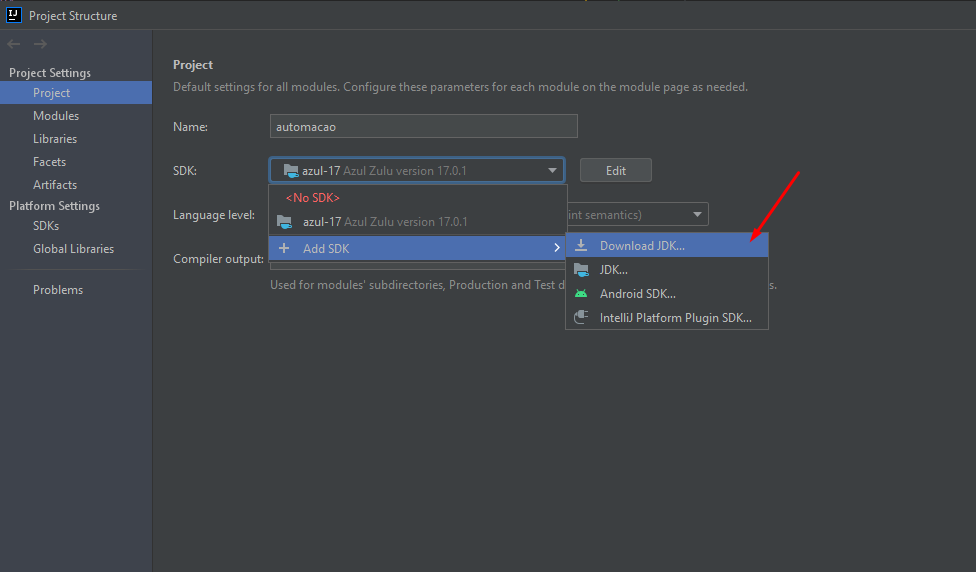 IJ
Project Structure
Project Settings
Project
Modules
Libraries
Facets
Artifacts
Platform Settings
SDKs
Global Libraries
Problems
Project
Default settings for all modules. Configure these parameters for each module on the module page as needed.
Name: automacao
SDK: azul-17 Azul Zulu version 17.0.1 Edit
<No SDK>
azul-17 Azul Zulu version 17.0.1
Add SDK
Language level: int semantics)
Compiler output:
Used for modules' subdirectories, Production and Test d s.
Download JDK...
JDK...
Android SDK...
IntelliJ Platform Plugin SDK...